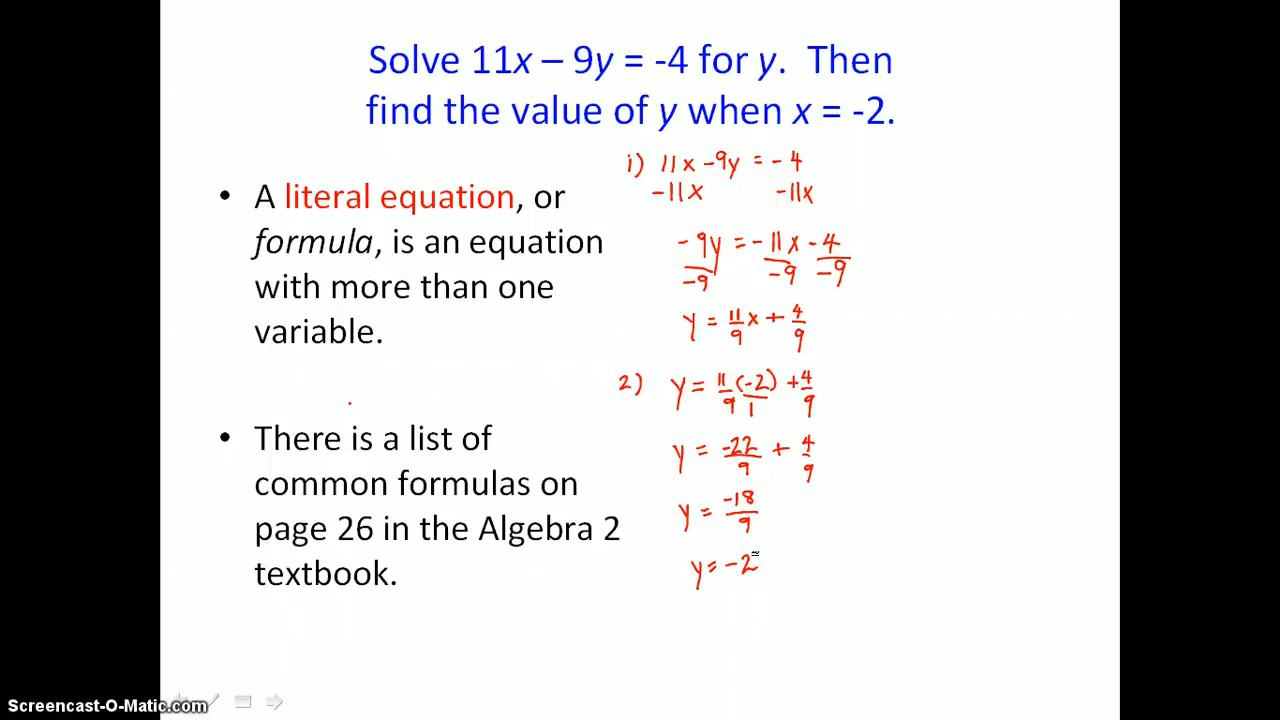 Solve 11x – 9y = -4 for y. Then
find the value of y when x = -2.
• A literal equation, or
formula, is an equation
with more than one
variable.
• There is a list of
common formulas on
page 26 in the Algebra 2
textbook.
1) 11x -9y = -4
-11x -11x
-9y = -11x -4
-9 -9 -9
y = 11/9 x + 4/9
2) y = 11/9 (-2)/1 + 4/9
y = -22/9 + 4/9
y = -18/9
y = -2
Screencast-O-Matic.com